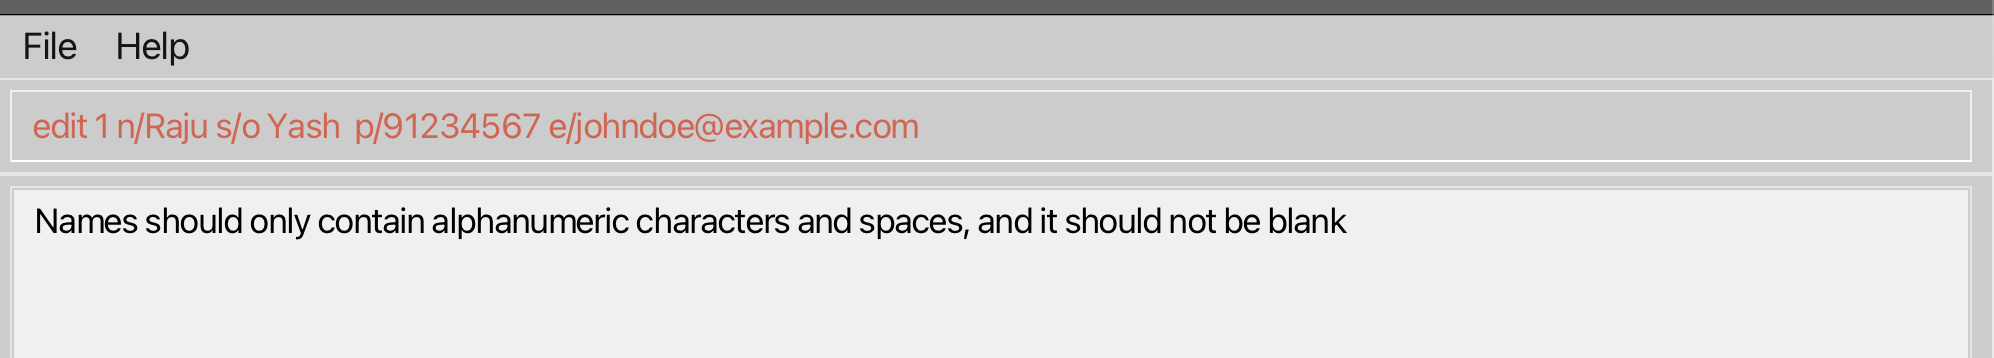 File Help
edit 1 n/Raju s/o Yash  p/91234567 e/johndoe@example.com
Names should only contain alphanumeric characters and spaces, and it should not be blank